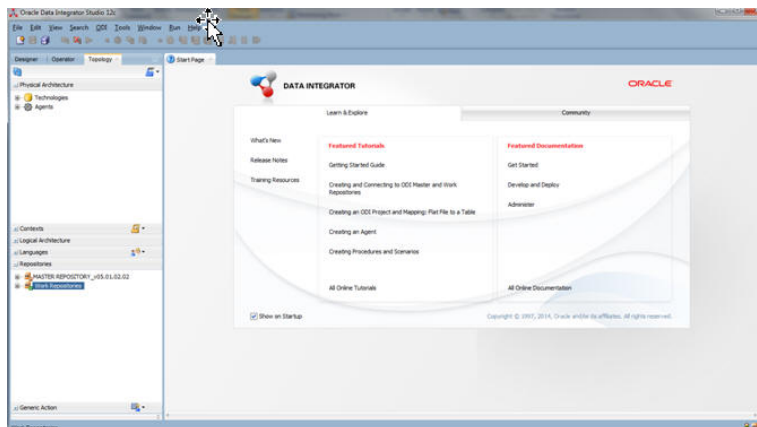 Oracle Data Integrator Studio 12c
File Edit View Search ODI Tools Window Run Help
Designer Operator Topology
Start Page
Physical Architecture
Technologies
Agents
Contexts
Logical Architecture
Languages
Repositories
MASTER REPOSITORY_v05.01.02.02
Work Repositories
Generic Action
DATA INTEGRATOR
ORACLE
Learn & Explore
Community
What's New
Release Notes
Training Resources
Featured Tutorials
Getting Started Guide
Creating and Connecting to ODI Master and Work
Repositories
Creating an ODI Project and Mapping: Flat File to a Table
Creating an Agent
Creating Procedures and Scenarios
All Online Tutorials
Featured Documentation
Get Started
Develop and Deploy
Administer
All Online Documentation
Show on Startup
Copyright © 1997, 2014, Oracle and/or its affiliates. All rights reserved.